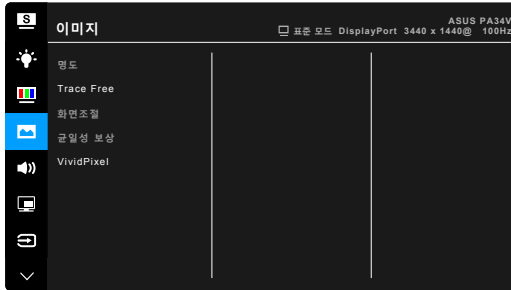 S
이미지
ASUS PA34V
표준 모드 DisplayPort 3440 x 1440@ 100Hz
명도
Trace Free
화면조절
균일성 보상
VividPixel